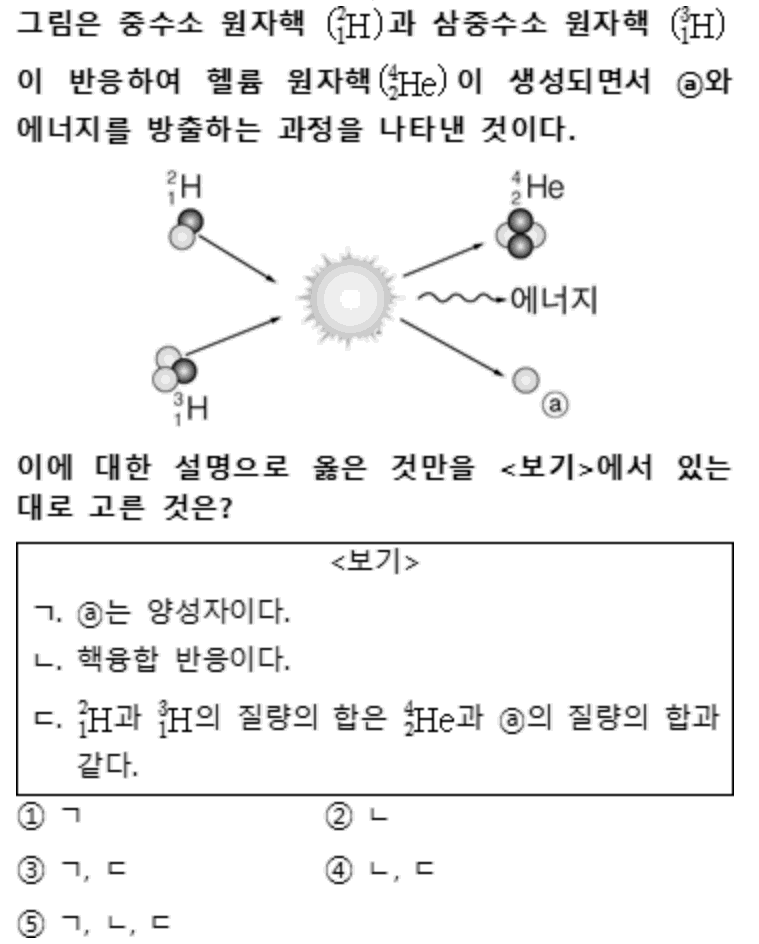 그림은 중수소 원자핵 (²₁H)과 삼중수소 원자핵 (³₁H)
이 반응하여 헬륨 원자핵(⁴₂He)이 생성되면서 ⓐ와
에너지를 방출하는 과정을 나타낸 것이다.
²₁H
⁴₂He
에너지
³₁H
ⓐ
이에 대한 설명으로 옳은 것만을 <보기>에서 있는
대로 고른 것은?
<보기>
ㄱ. ⓐ는 양성자이다.
ㄴ. 핵융합 반응이다.
ㄷ. ²₁H과 ³₁H의 질량의 합은 ⁴₂He과 ⓐ의 질량의 합과
같다.
① ㄱ ② ㄴ
③ ㄱ, ㄷ ④ ㄴ, ㄷ
⑤ ㄱ, ㄴ, ㄷ